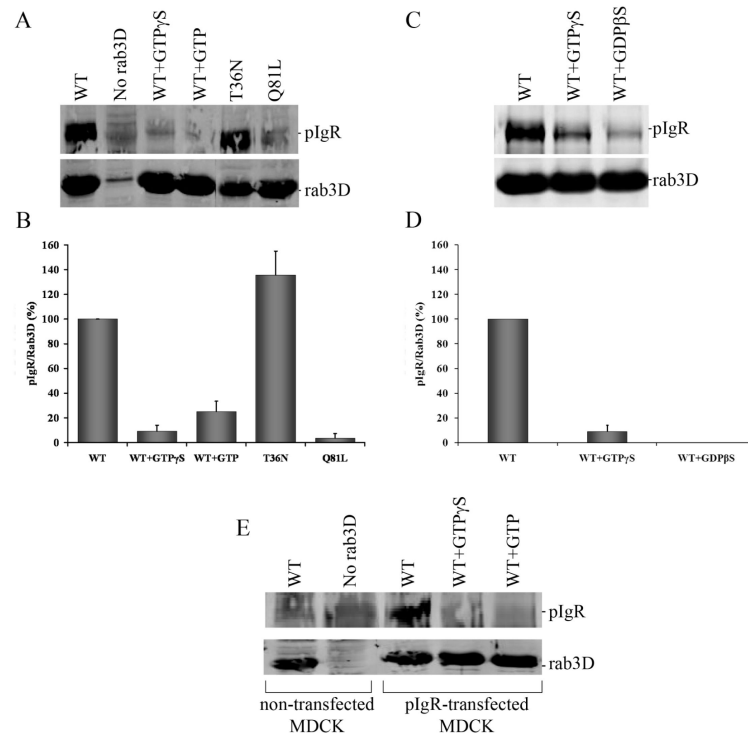 A
WT
No rab3D
WT+GTPγS
WT+GTP
T36N
Q81L
pIgR
rab3D
C
WT
WT+GTPγS
WT+GDPβS
pIgR
rab3D
B
pIgR/Rab3D (%)
160
140
120
100
80
60
40
20
0
WT
WT+GTPγS
WT+GTP
T36N
Q81L
D
pIgR/Rab3D (%)
160
140
120
100
80
60
40
20
0
WT
WT+GTPγS
WT+GDPβS
E
WT
No rab3D
WT
WT+GTPγS
WT+GTP
pIgR
rab3D
non-transfected
MDCK
pIgR-transfected
MDCK